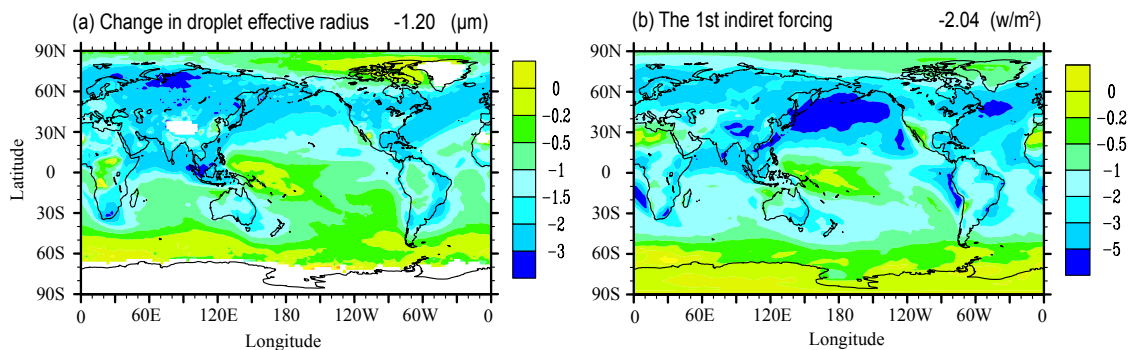 (a) Change in droplet effective radius -1.20 (μm)
90N
60N
30N
0
30S
60S
90S
Latitude
0 60E 120E 180 120W 60W 0
Longitude
0
-0.2
-0.5
-1
-1.5
-2
-3
(b) The 1st indiret forcing -2.04 (w/m²)
90N
60N
30N
0
30S
60S
90S
0 60E 120E 180 120W 60W 0
Longitude
0
-0.2
-0.5
-1
-2
-3
-5